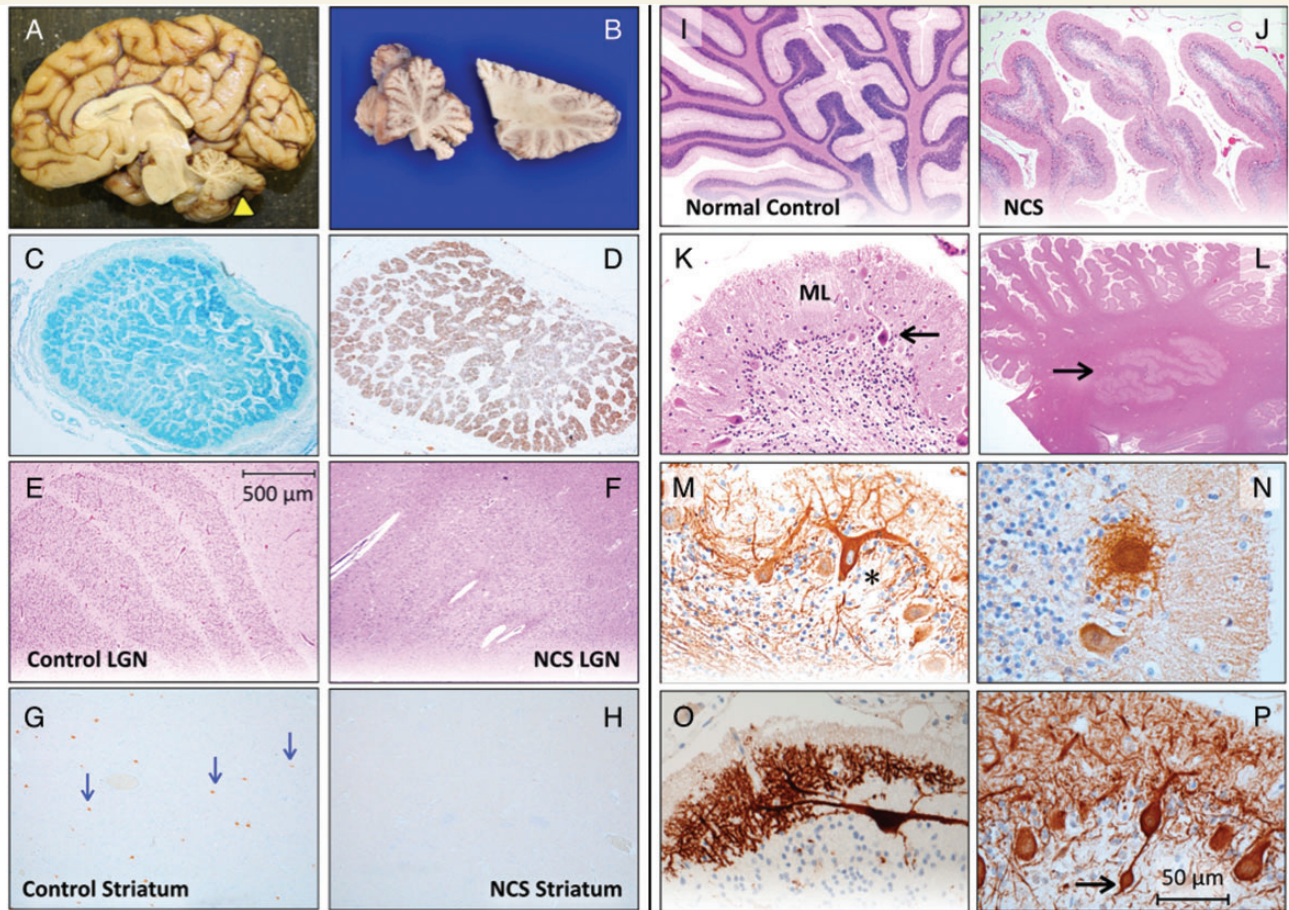 A
B
C
D
E
500 μm
Control LGN
F
NCS LGN
G
Control Striatum
H
NCS Striatum
I
Normal Control
J
NCS
K
ML
L
M
*
N
O
P
50 μm